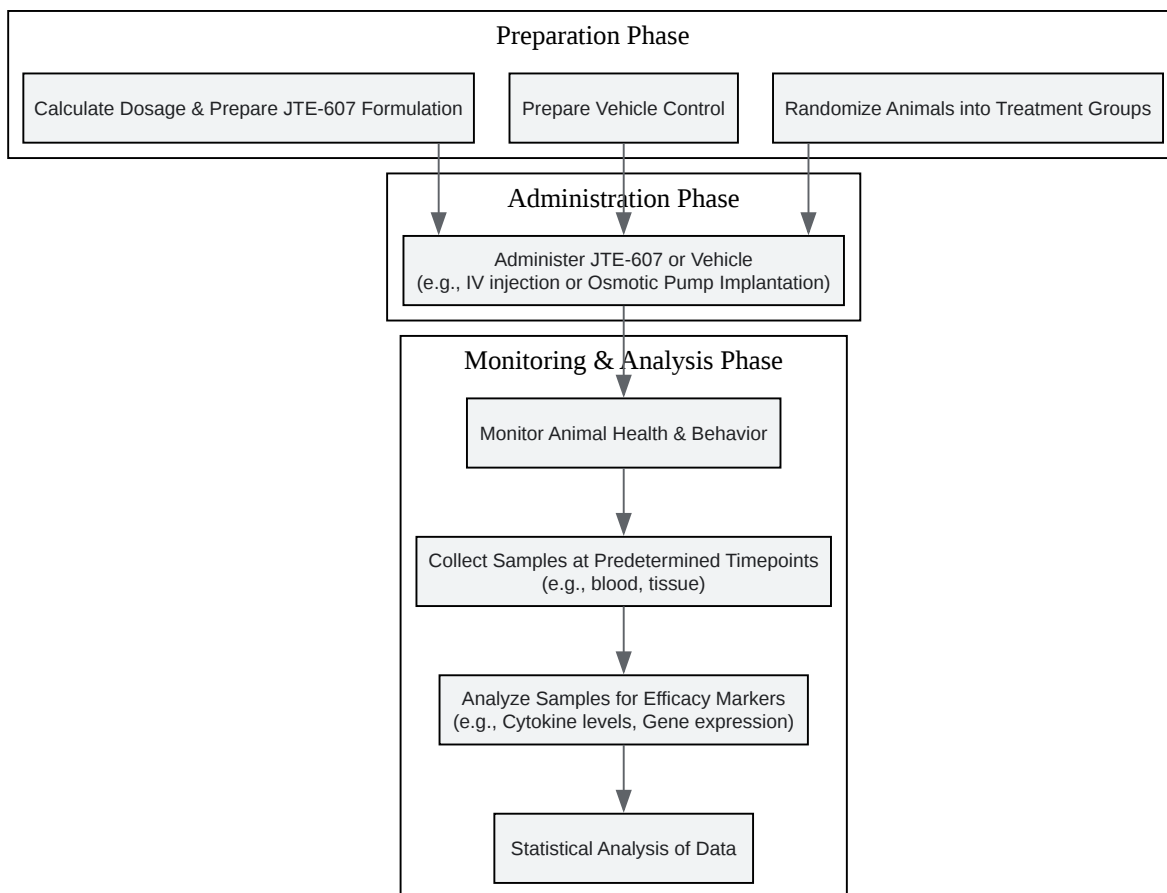 Preparation Phase
Calculate Dosage & Prepare JTE-607 Formulation
Prepare Vehicle Control
Randomize Animals into Treatment Groups
Administration Phase
Administer JTE-607 or Vehicle
(e.g., IV injection or Osmotic Pump Implantation)
Monitoring & Analysis Phase
Monitor Animal Health & Behavior
Collect Samples at Predetermined Timepoints
(e.g., blood, tissue)
Analyze Samples for Efficacy Markers
(e.g., Cytokine levels, Gene expression)
Statistical Analysis of Data